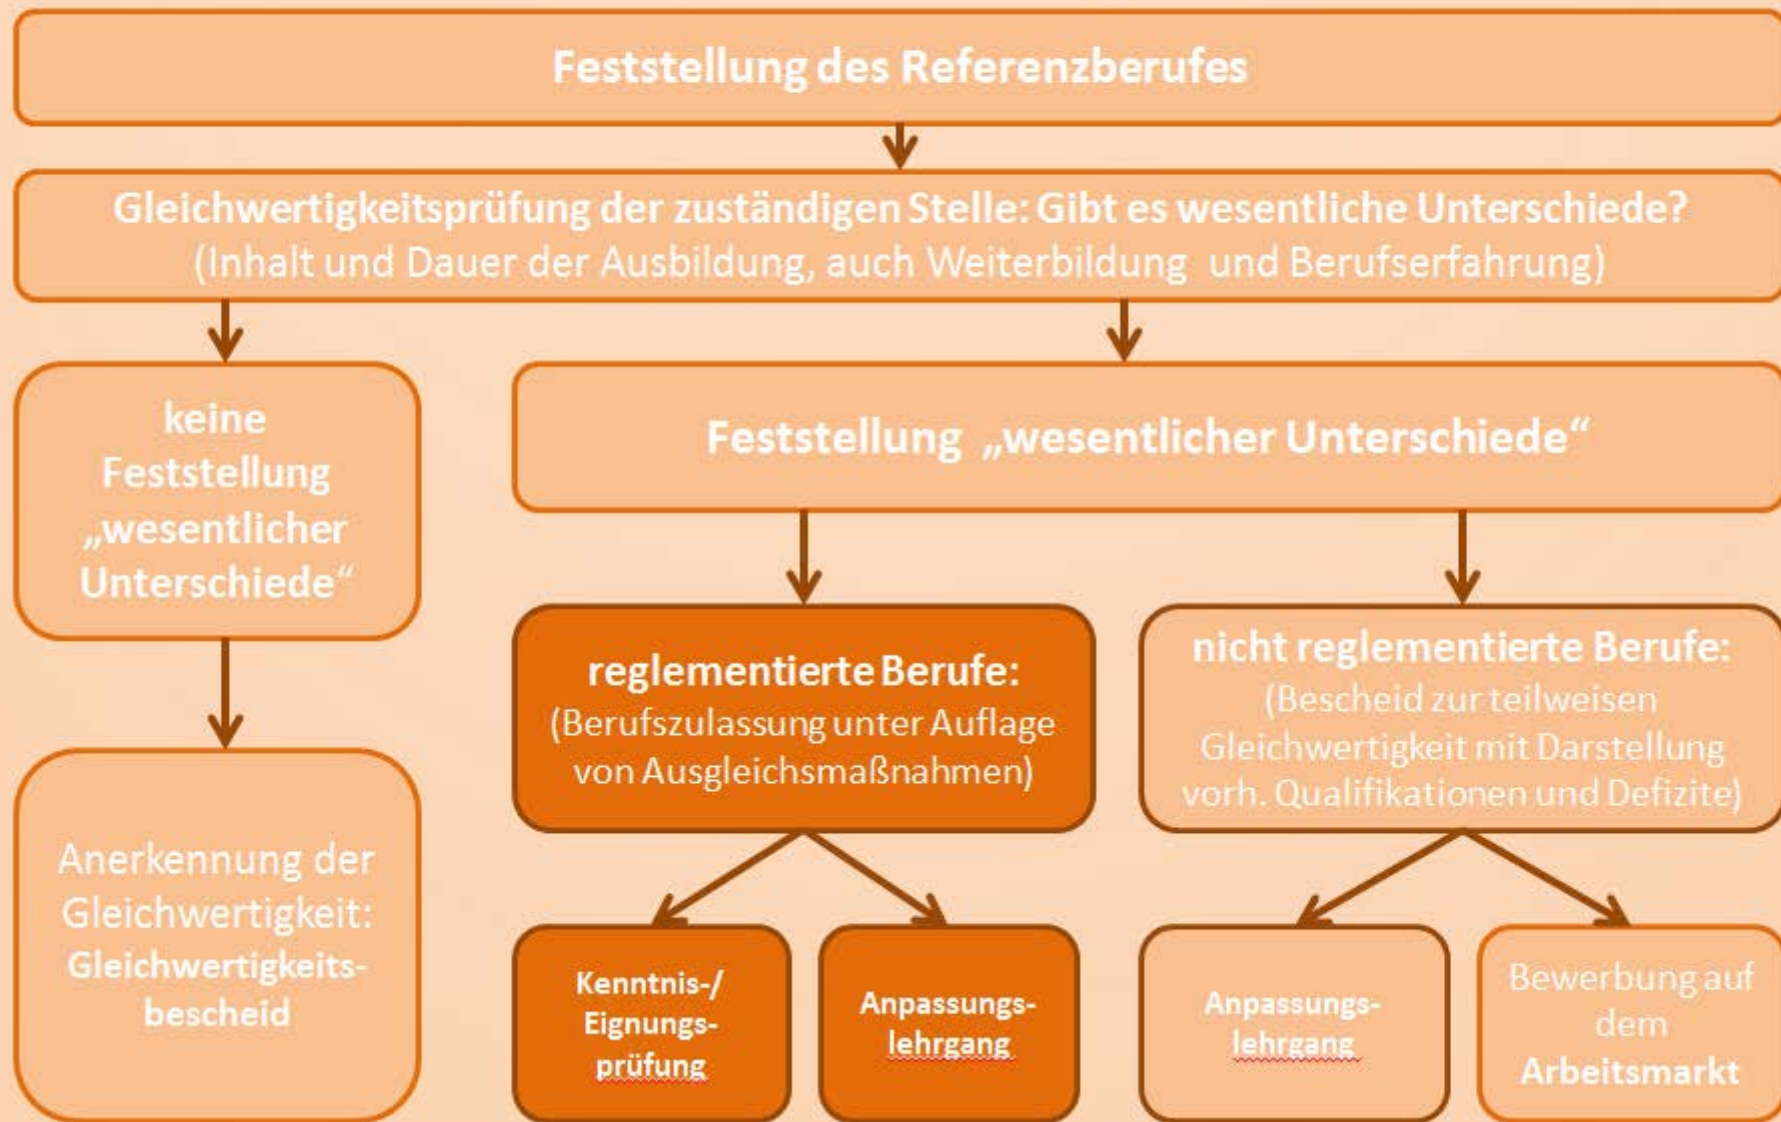 Feststellung des Referenzberufes
Gleichwertigkeitsprüfung der zuständigen Stelle: Gibt es wesentliche Unterschiede?
(Inhalt und Dauer der Ausbildung, auch Weiterbildung und Berufserfahrung)
keine
Feststellung
„wesentlicher
Unterschiede“
Feststellung „wesentlicher Unterschiede“
Anerkennung der
Gleichwertigkeit:
Gleichwertigkeits-
bescheid
reglementierte Berufe:
(Berufszulassung unter Auflage
von Ausgleichsmaßnahmen)
nicht reglementierte Berufe:
(Bescheid zur teilweisen
Gleichwertigkeit mit Darstellung
vorh. Qualifikationen und Defizite)
Kenntnis-/
Eignungs-
prüfung
Anpassungs-
lehrgang
Anpassungs-
lehrgang
Bewerbung auf
dem
Arbeitsmarkt